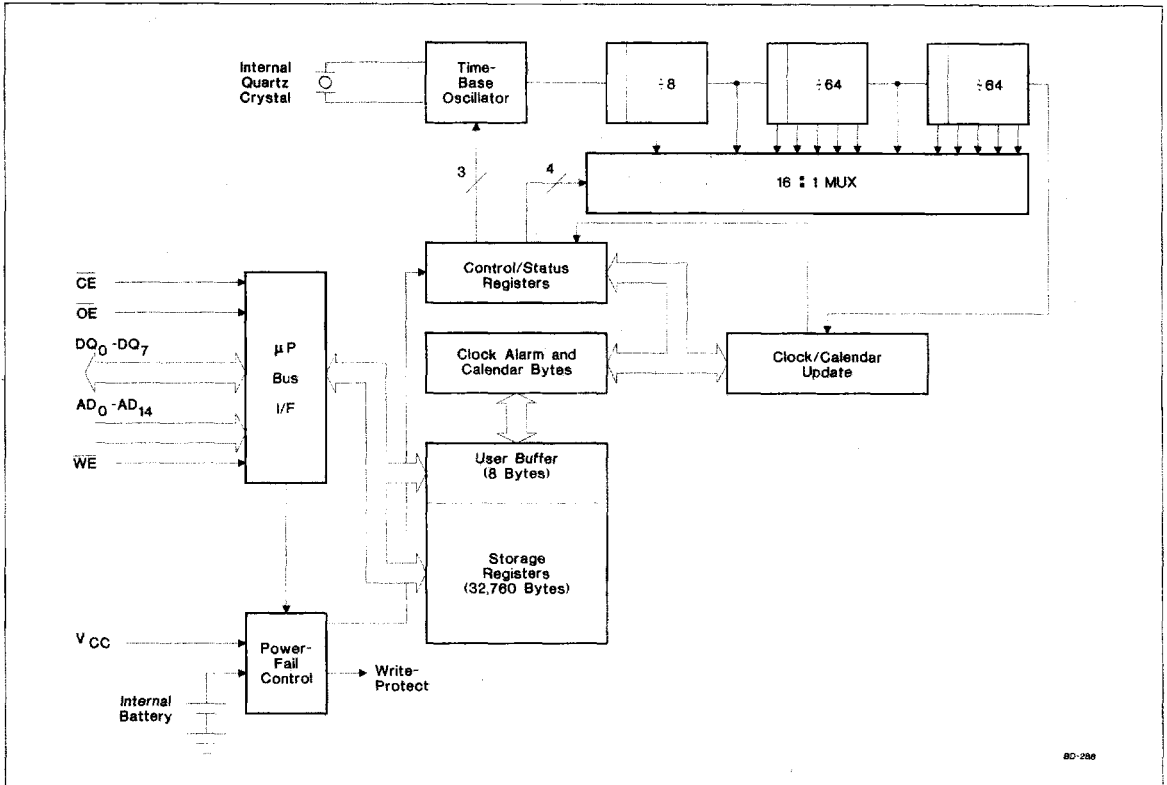 Internal
Quartz
Crystal
Time-
Base
Oscillator
÷8
÷64
÷64
3
4
16 : 1 MUX
Control/Status
Registers
CE
OE
DQ0 -DQ7
AD0 -AD14
WE
μP
Bus
I/F
Clock Alarm and
Calendar Bytes
Clock/Calendar
Update
User Buffer
(8 Bytes)
Storage
Registers
(32,760 Bytes)
VCC
Power-
Fail
Control
Write-
Protect
Internal
Battery
BD-286